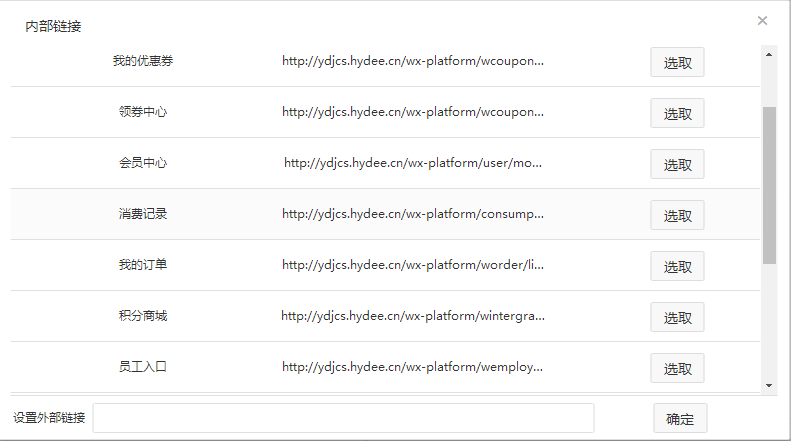 内部链接
我的优惠券 http://ydjcs.hydee.cn/wx-platform/wcoupon... 选取
领券中心 http://ydjcs.hydee.cn/wx-platform/wcoupon... 选取
会员中心 http://ydjcs.hydee.cn/wx-platform/user/mo... 选取
消费记录 http://ydjcs.hydee.cn/wx-platform/consump... 选取
我的订单 http://ydjcs.hydee.cn/wx-platform/worder/li... 选取
积分商城 http://ydjcs.hydee.cn/wx-platform/wintergra... 选取
员工入口 http://ydjcs.hydee.cn/wx-platform/wemploy... 选取
设置外部链接 确定